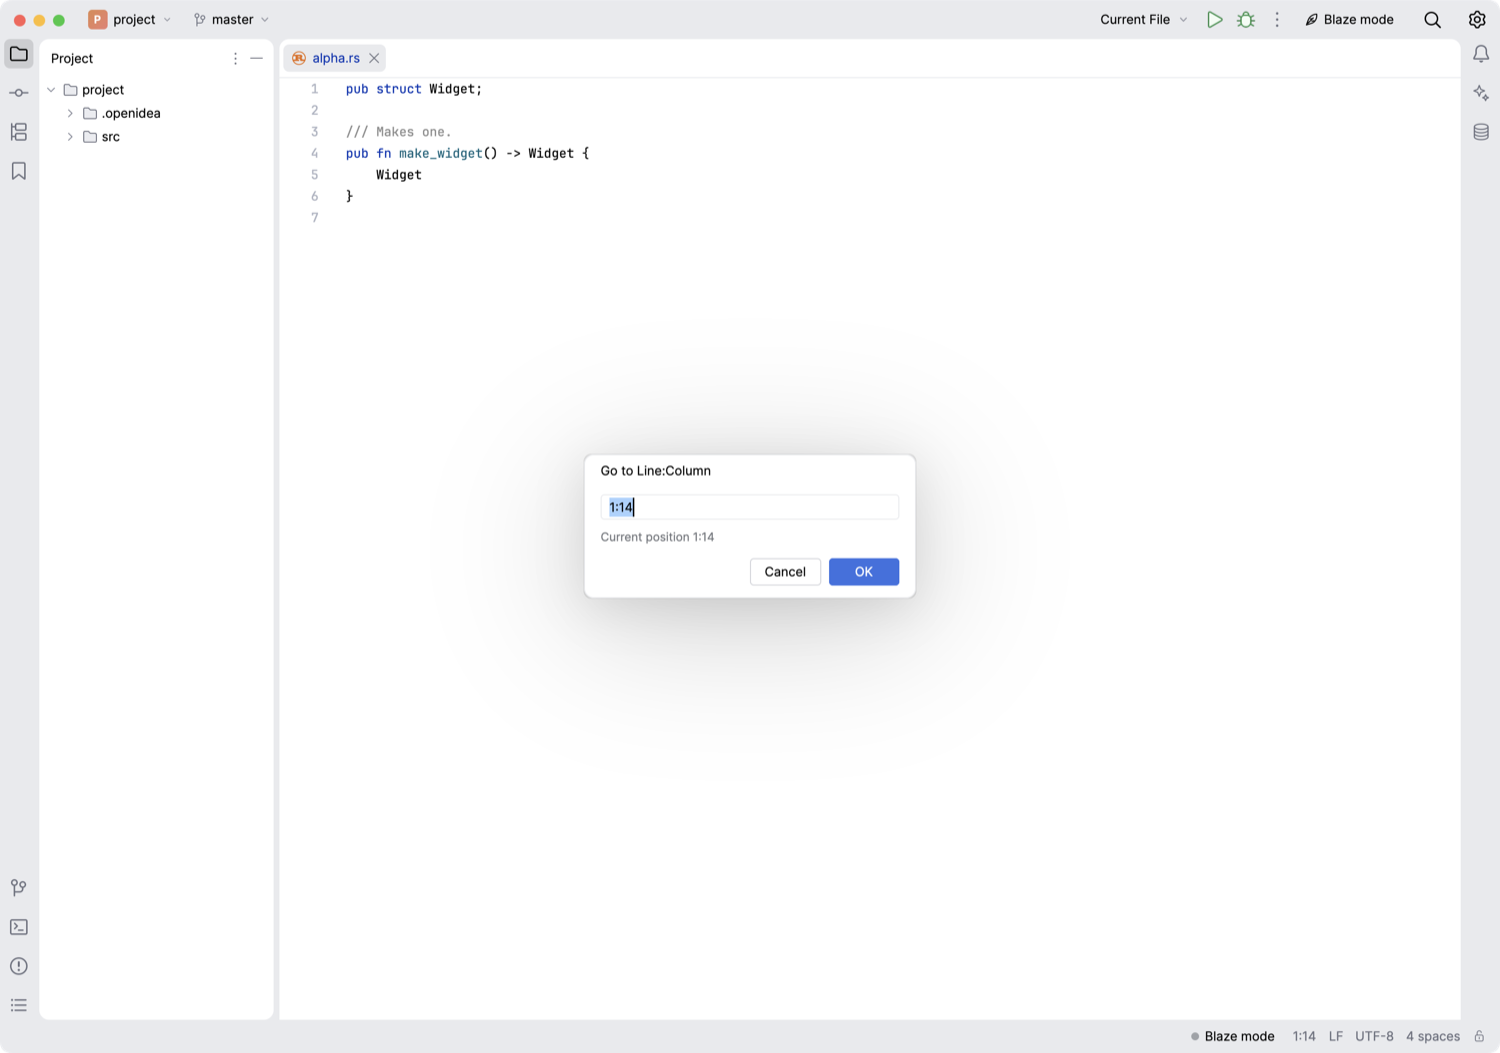 P project master Current File Blaze mode
Project
alpha.rs
project
.openidea
src
1 pub struct Widget;
2
3 /// Makes one.
4 pub fn make_widget() -> Widget {
5 Widget
6 }
7
Go to Line:Column
1:14
Current position 1:14
Cancel OK
Blaze mode 1:14 LF UTF-8 4 spaces